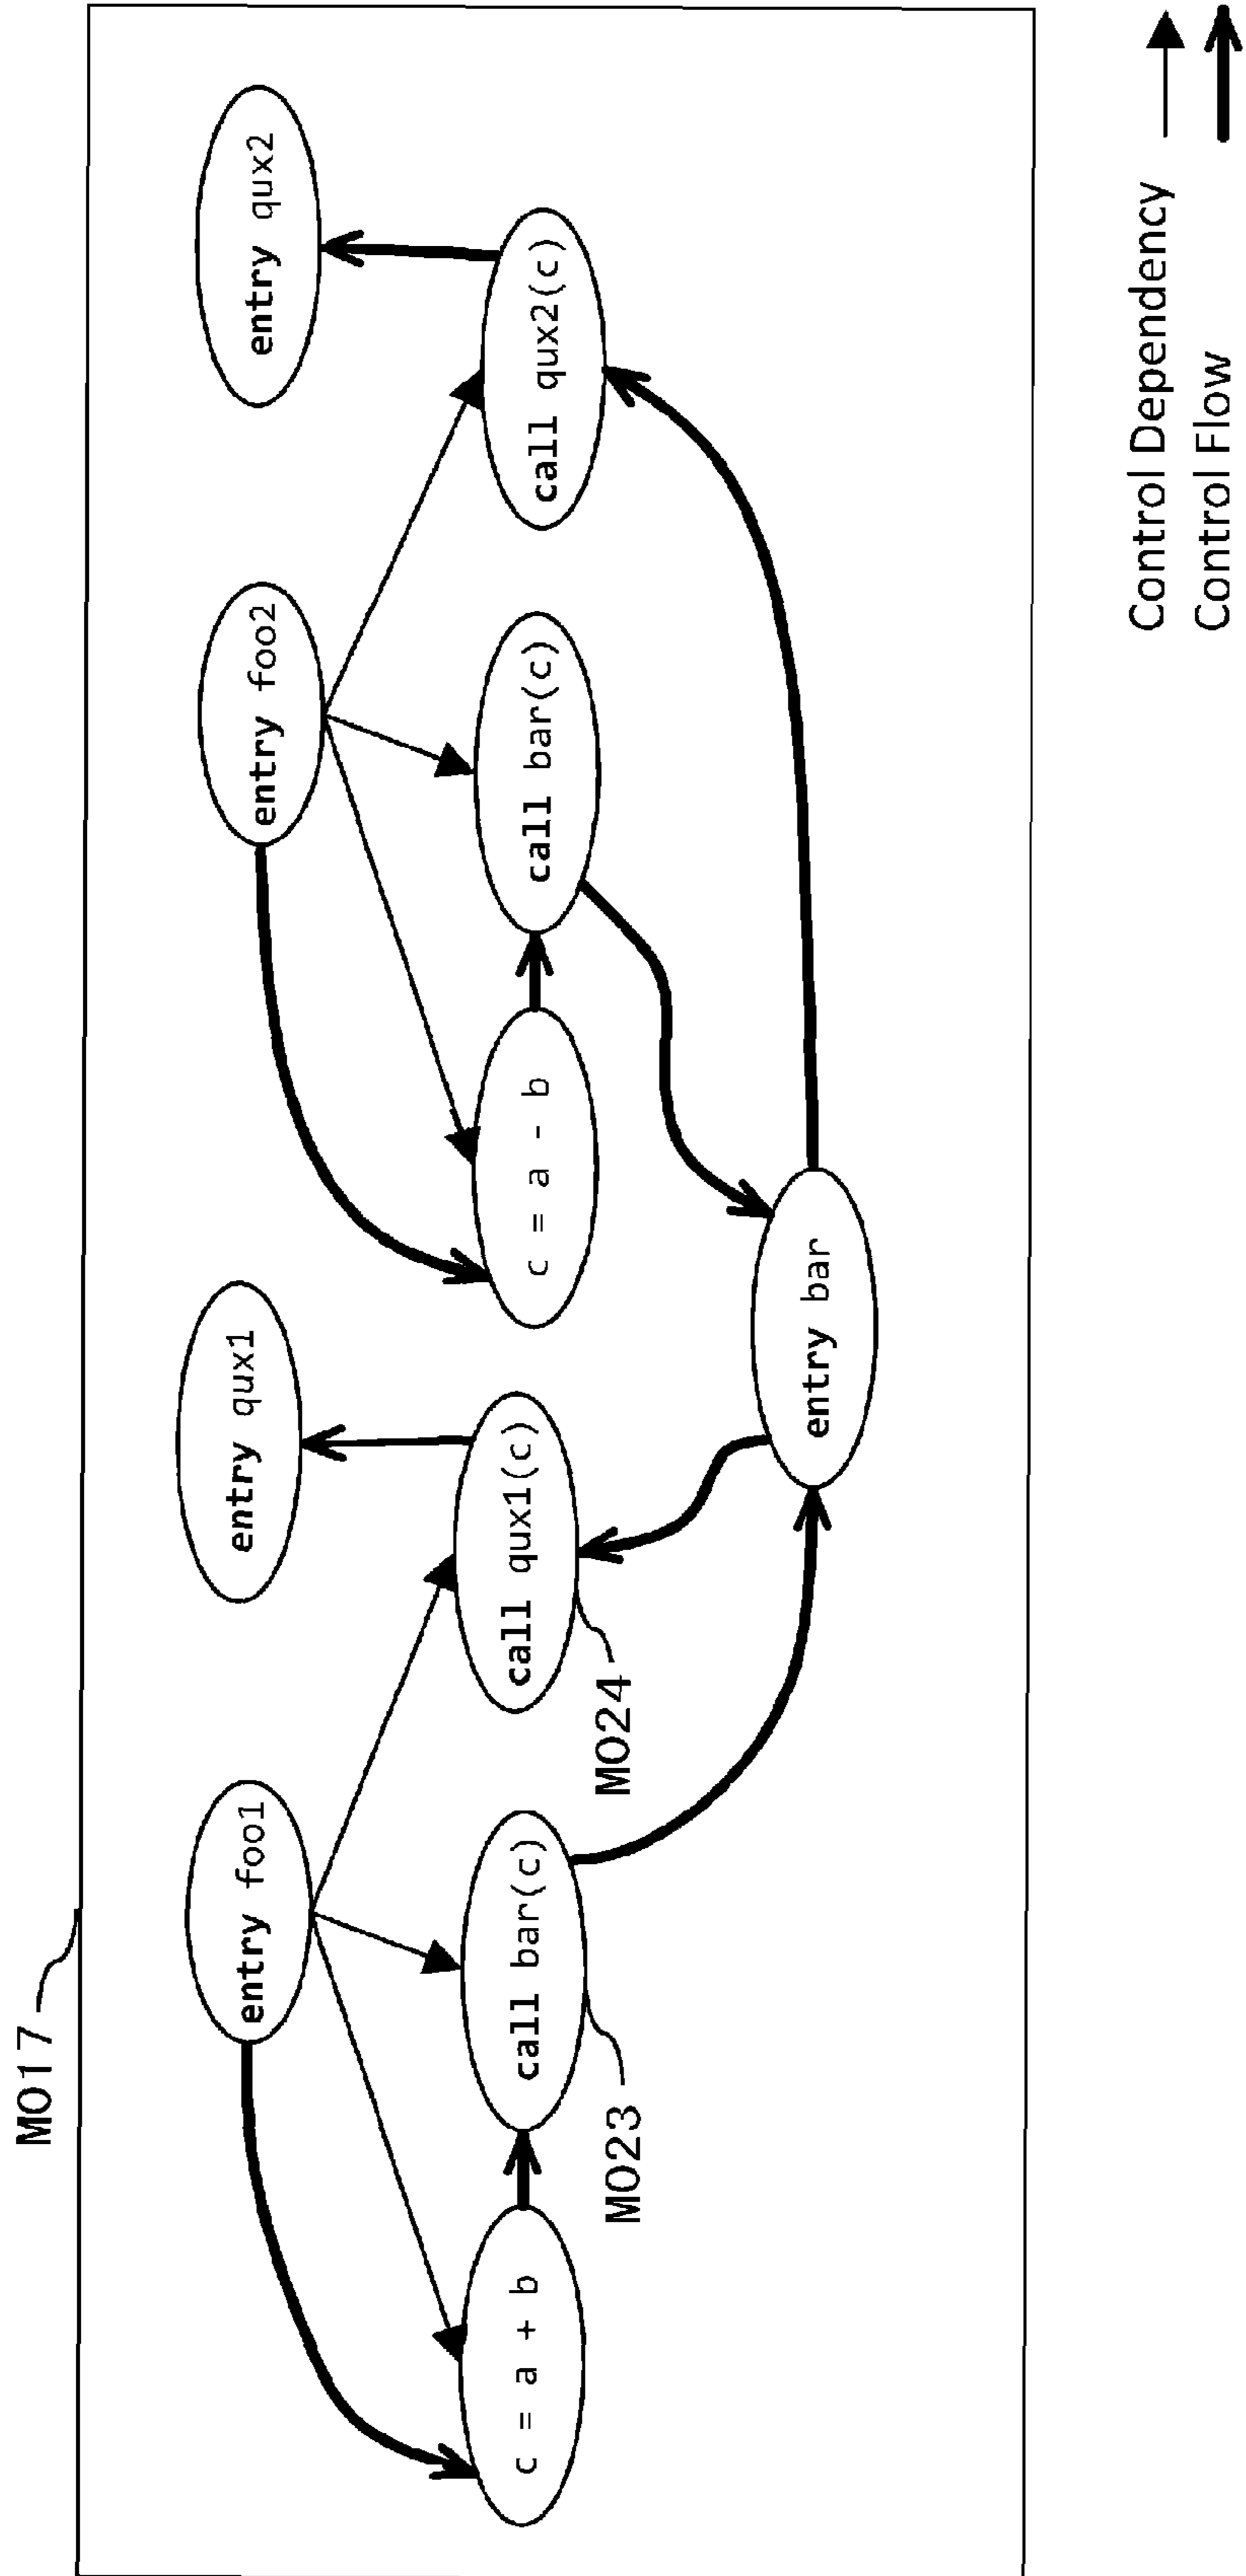 M017
entry foo1
entry qux1
entry foo2
entry qux2
c = a + b
call bar(c)
call qux1(c)
c = a - b
call bar(c)
call qux2(c)
M023
M024
entry bar
Control Dependency
Control Flow